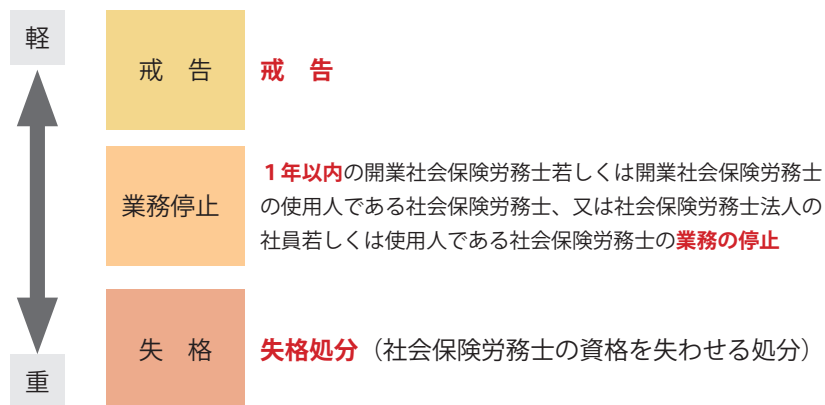 軽
戒　告
戒　告
業務停止
１年以内の開業社会保険労務士若しくは開業社会保険労務士
の使用人である社会保険労務士、又は社会保険労務士法人の
社員若しくは使用人である社会保険労務士の業務の停止
失　格
失格処分（社会保険労務士の資格を失わせる処分）
重